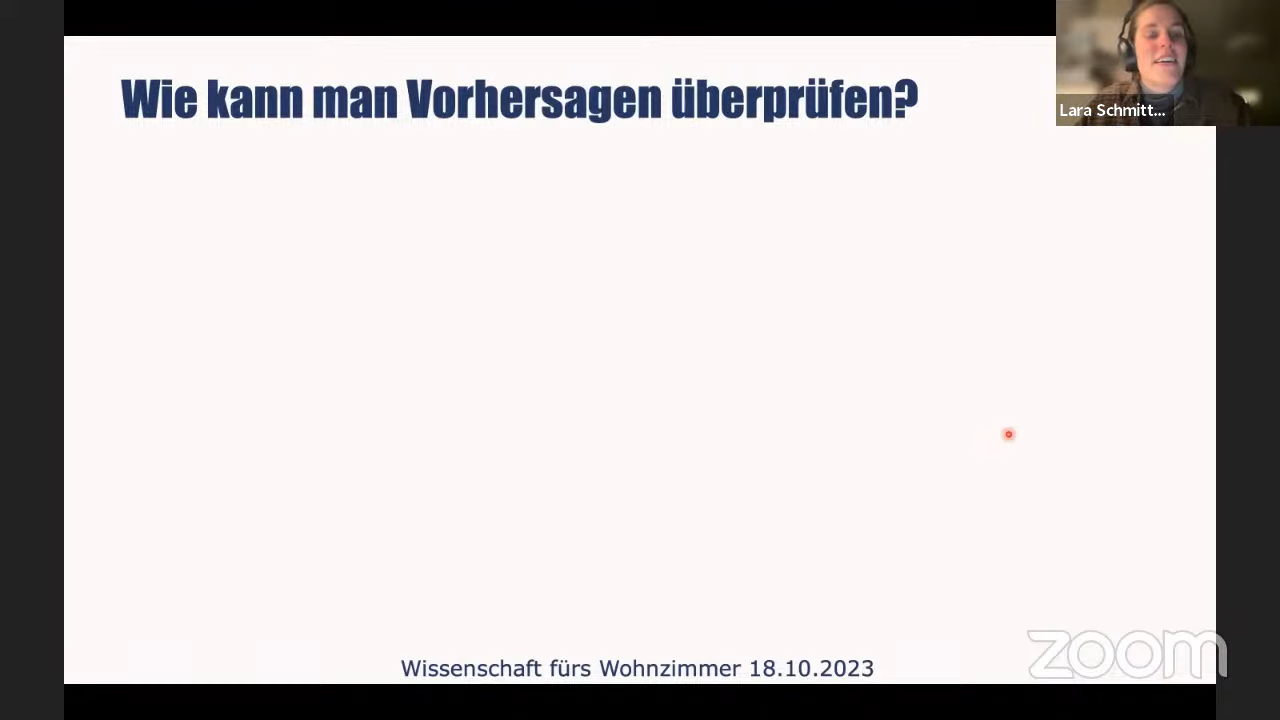 Wie kann man Vorhersagen überprüfen?
Lara Schmitt...
Wissenschaft fürs Wohnzimmer 18.10.2023
zoom